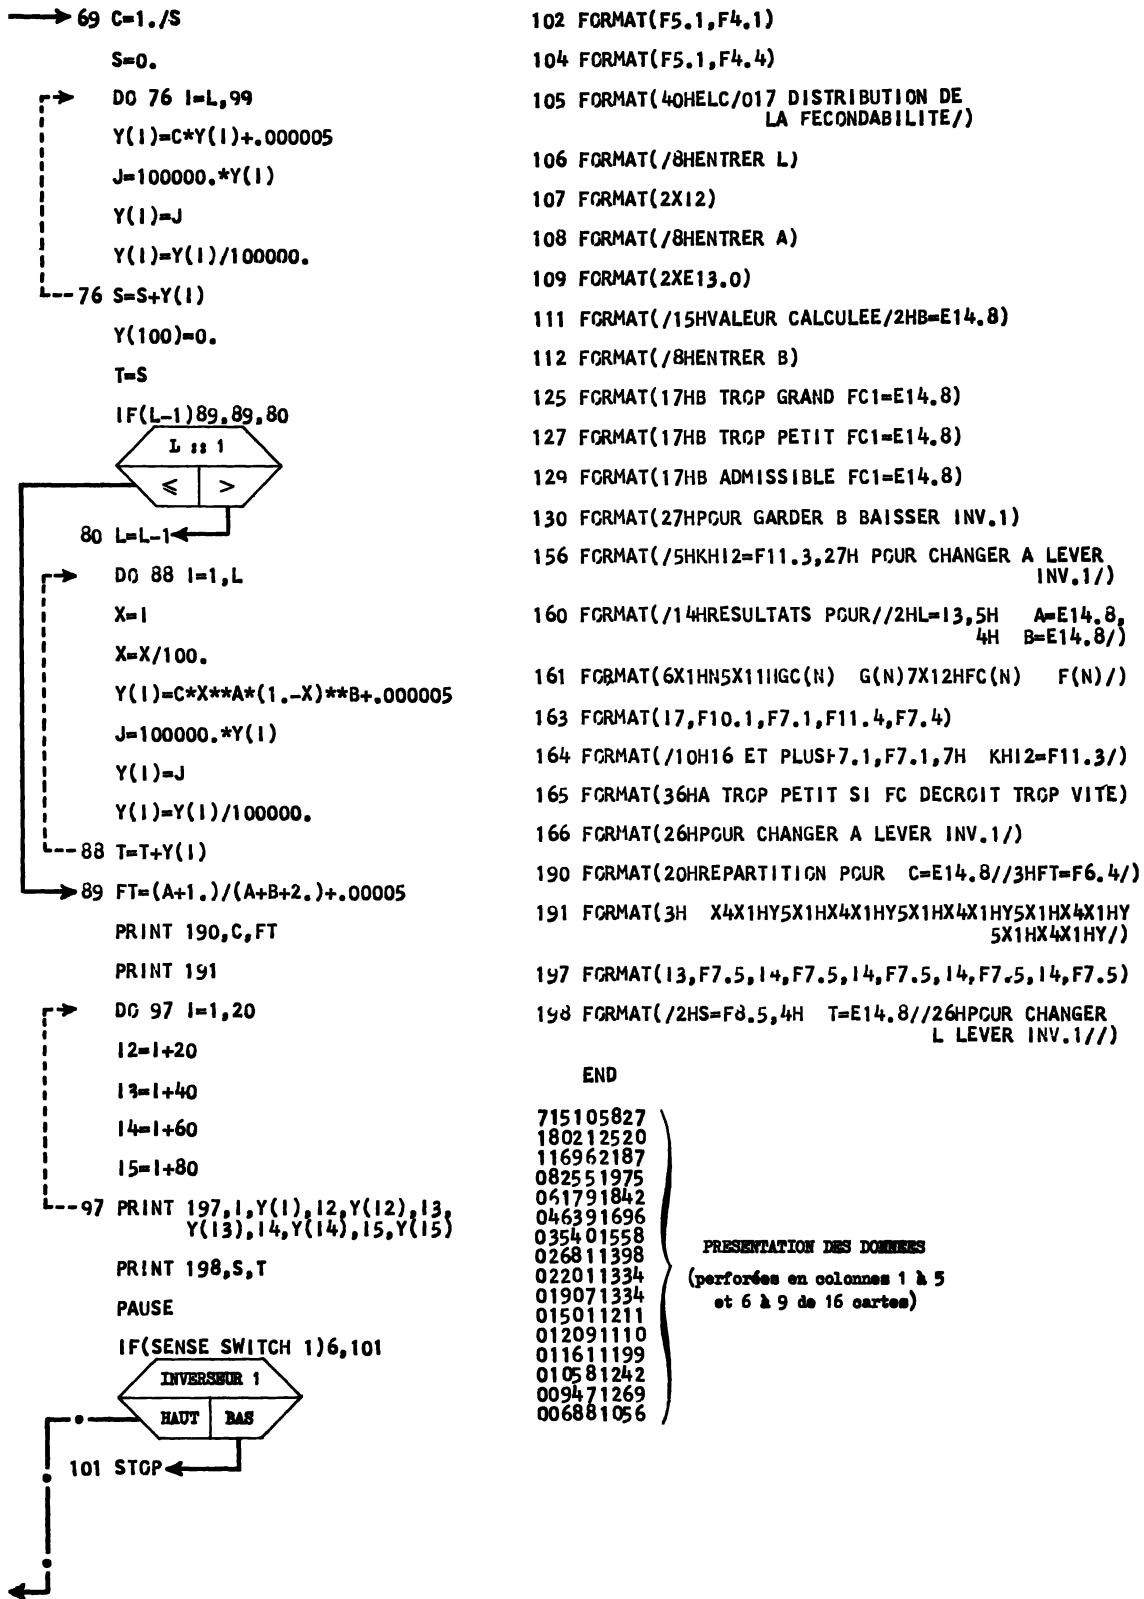 69 C=1./S
S=0.
DO 76 I=L,99
Y(I)=C*Y(I)+.000005
J=100000.*Y(I)
Y(I)=J
Y(I)=Y(I)/100000.
76 S=S+Y(I)
Y(100)=0.
T=S
IF(L-1)89,89,80
L :: 1
≤ >
80 L=L-1
DO 88 I=1,L
X=I
X=X/100.
Y(I)=C*X**A*(1.-X)**B+.000005
J=100000.*Y(I)
Y(I)=J
Y(I)=Y(I)/100000.
88 T=T+Y(I)
89 FT=(A+1.)/(A+B+2.)+.00005
PRINT 190,C,FT
PRINT 191
DO 97 I=1,20
I2=I+20
I3=I+40
I4=I+60
I5=I+80
97 PRINT 197,I,Y(I),I2,Y(I2),I3,
Y(I3),I4,Y(I4),I5,Y(I5)
PRINT 198,S,T
PAUSE
IF(SENSE SWITCH 1)6,101
INVERSEUR 1
HAUT BAS
101 STOP
102 FORMAT(F5.1,F4.1)
104 FORMAT(F5.1,F4.4)
105 FORMAT(40HELC/017 DISTRIBUTION DE
LA FECONDABILITE/)
106 FORMAT(/8HENTRER L)
107 FORMAT(2XI2)
108 FORMAT(/8HENTRER A)
109 FORMAT(2XE13.0)
111 FORMAT(/15HVALEUR CALCULEE/2HB=E14.8)
112 FORMAT(/8HENTRER B)
125 FORMAT(17HB TROP GRAND FC1=E14.8)
127 FORMAT(17HB TROP PETIT FC1=E14.8)
129 FORMAT(17HB ADMISSIBLE FC1=E14.8)
130 FORMAT(27HPOUR GARDER B BAISSER INV.1)
156 FORMAT(/5HKHI2=F11.3,27H POUR CHANGER A LEVER
INV.1/)
160 FORMAT(/14HRESULTATS POUR//2HL=I3,5H A=E14.8,
4H B=E14.8/)
161 FORMAT(6X1HN5X11HGC(N) G(N)7X12HFC(N) F(N)/)
163 FORMAT(I7,F10.1,F7.1,F11.4,F7.4)
164 FORMAT(/10H16 ET PLUSF7.1,F7.1,7H KHI2=F11.3/)
165 FORMAT(36HA TROP PETIT SI FC DECROIT TROP VITE)
166 FORMAT(26HPOUR CHANGER A LEVER INV.1/)
190 FORMAT(20HREPARTITION POUR C=E14.8//3HFT=F6.4/)
191 FORMAT(3H X4X1HY5X1HX4X1HY5X1HX4X1HY5X1HX4X1HY
5X1HX4X1HY/)
197 FORMAT(I3,F7.5,I4,F7.5,I4,F7.5,I4,F7.5,I4,F7.5)
198 FORMAT(/2HS=F8.5,4H T=E14.8//26HPOUR CHANGER
L LEVER INV.1//)
END
715105827
180212520
116962187
082551975
061791842
046391696
035401558
026811398
022011334
019071334
015011211
012091110
011611199
010581242
009471269
006881056
PRESENTATION DES DONNEES
(perforées en colonnes 1 à 5
et 6 à 9 de 16 cartes)